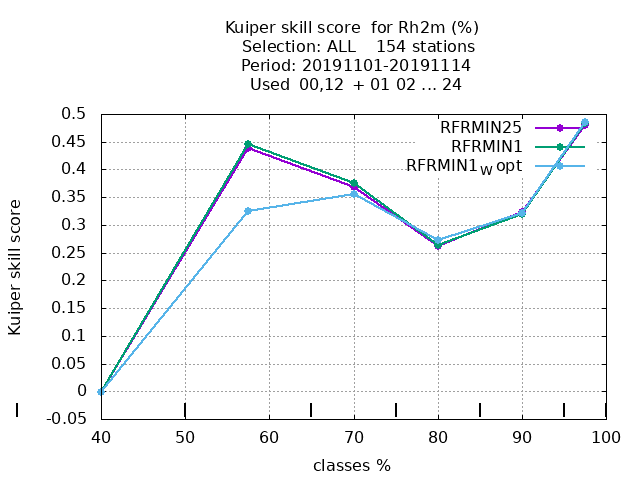 Kuiper skill score  for Rh2m (%)
Selection: ALL    154 stations
Period: 20191101-20191114
Used  00,12  + 01 02 ... 24
RFRMIN25
RFRMIN1
RFRMIN1W opt
0.5
0.45
0.4
0.35
0.3
0.25
0.2
0.15
0.1
0.05
0
-0.05
Kuiper skill score
40 50 60 70 80 90 100
classes %